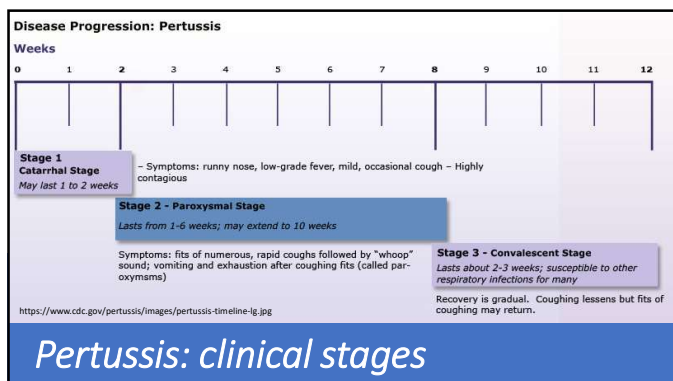 Disease Progression: Pertussis
Weeks
0 1 2 3 4 5 6 7 8 9 10 11 12
Stage 1
Catarrhal Stage
May last 1 to 2 weeks
– Symptoms: runny nose, low-grade fever, mild, occasional cough – Highly
contagious
Stage 2 - Paroxysmal Stage
Lasts from 1-6 weeks; may extend to 10 weeks
Symptoms: fits of numerous, rapid coughs followed by “whoop”
sound; vomiting and exhaustion after coughing fits (called par-
oxymsms)
Stage 3 - Convalescent Stage
Lasts about 2-3 weeks; susceptible to other
respiratory infections for many
Recovery is gradual. Coughing lessens but fits of
coughing may return.
https://www.cdc.gov/pertussis/images/pertussis-timeline-lg.jpg
Pertussis: clinical stages